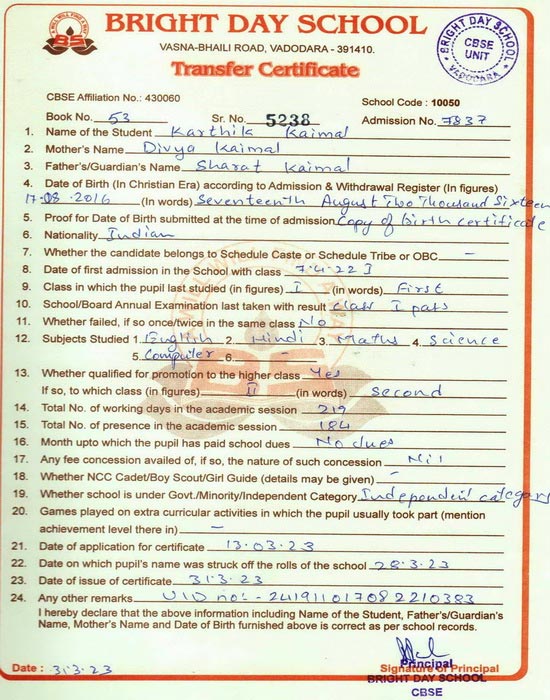 BRIGHT DAY SCHOOL
VASNA-BHAILI ROAD, VADODARA - 391410.
Transfer Certificate
BRIGHT DAY SCHOOL
CBSE
UNIT
VADODARA
BS
CBSE Affiliation No.: 430060
School Code : 10050
Book No. 53 Sr. No. 5238 Admission No. 7837
1. Name of the Student Karthik Kaimal
2. Mother's Name Divya Kaimal
3. Father's/Guardian's Name Sharat Kaimal
4. Date of Birth (In Christian Era) according to Admission & Withdrawal Register (In figures)
17-08-2016 (In words) Seventeenth August Two Thousand Sixteen
5. Proof for Date of Birth submitted at the time of admission Copy of birth certificate
6. Nationality Indian
7. Whether the candidate belongs to Schedule Caste or Schedule Tribe or OBC -
8. Date of first admission in the School with class 7.4.22 I
9. Class in which the pupil last studied (in figures) I (in words) First
10. School/Board Annual Examination last taken with result class I pass
11. Whether failed, if so once/twice in the same class No
12. Subjects Studied 1. English 2. Hindi 3. Maths 4. Science
5. Computer 6. -
13. Whether qualified for promotion to the higher class Yes
If so, to which class (in figures) II (in words) second
14. Total No. of working days in the academic session 219
15. Total No. of presence in the academic session 184
16. Month upto which the pupil has paid school dues No dues
17. Any fee concession availed of, if so, the nature of such concession Nil
18. Whether NCC Cadet/Boy Scout/Girl Guide (details may be given) -
19. Whether school is under Govt./Minority/Independent Category Independent category
20. Games played on extra curricular activities in which the pupil usually took part (mention
achievement level there in) -
21. Date of application for certificate 13.03.23
22. Date on which pupil's name was struck off the rolls of the school 28.3.23
23. Date of issue of certificate 31.3.23
24. Any other remarks UID no:- 241911017082210383
I hereby declare that the above information including Name of the Student, Father's/Guardian's
Name, Mother's Name and Date of Birth furnished above is correct as per school records.
Date : 31.3.23
Signature of Principal
Principal
BRIGHT DAY SCHOOL
CBSE